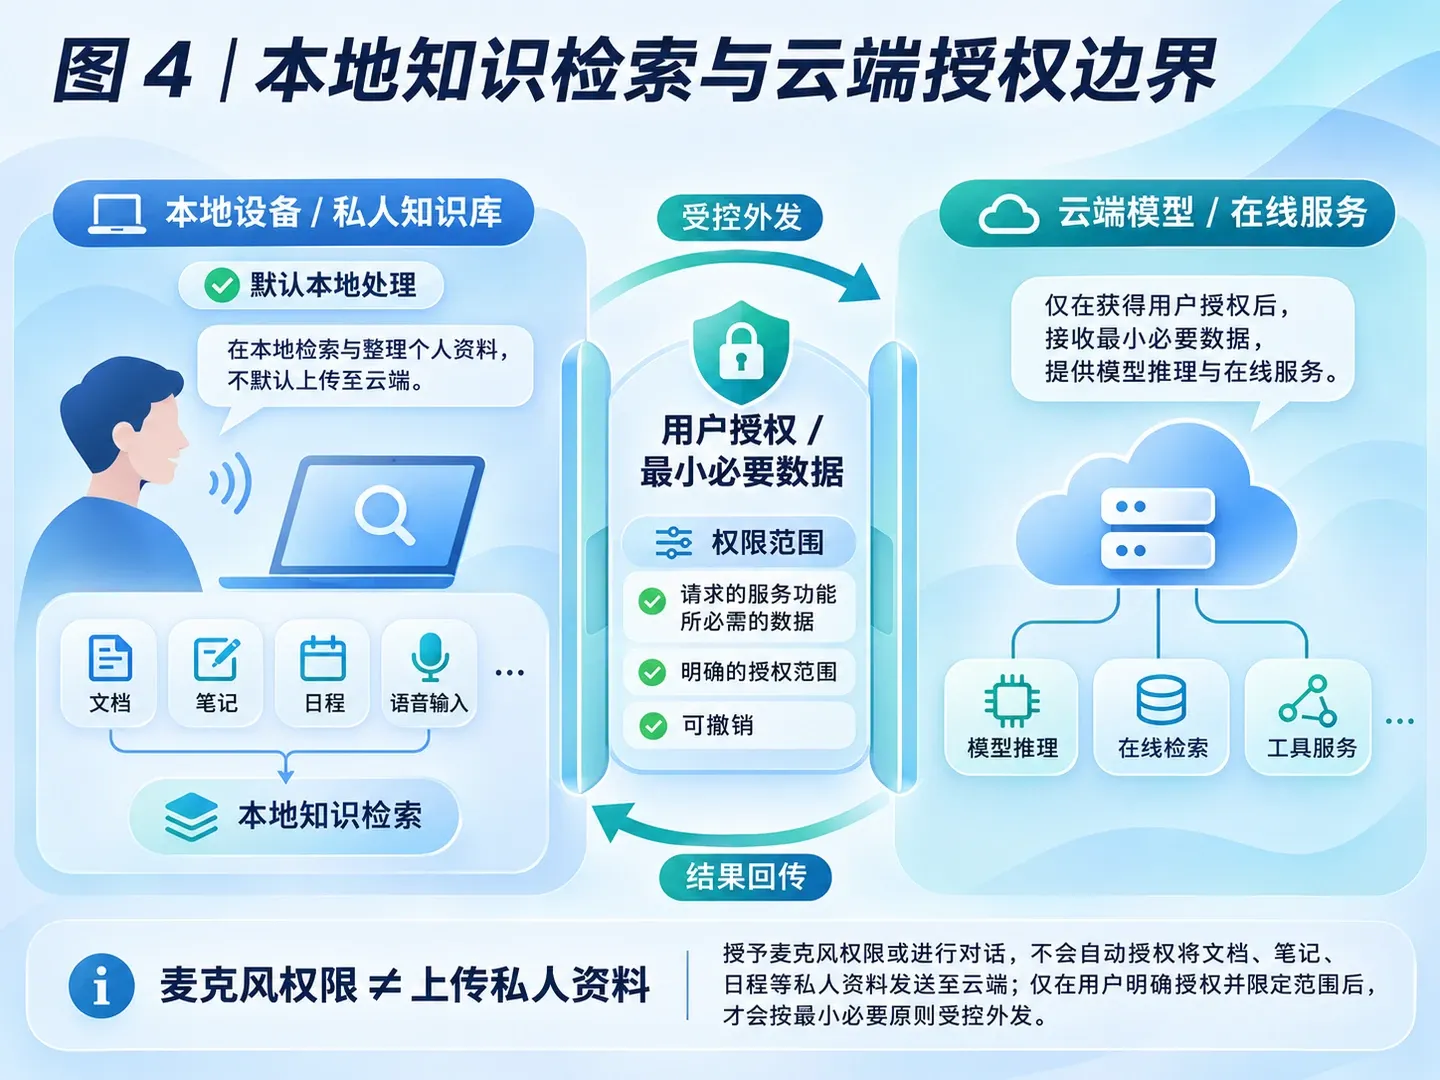 图 4｜本地知识检索与云端授权边界
本地设备 / 私人知识库
默认本地处理
在本地检索与整理个人资料，
不默认上传至云端。
文档
笔记
日程
语音输入
...
本地知识检索
受控外发
用户授权 /
最小必要数据
权限范围
请求的服务功能
所必需的数据
明确的授权范围
可撤销
结果回传
云端模型 / 在线服务
仅在获得用户授权后，
接收最小必要数据，
提供模型推理与在线服务。
模型推理
在线检索
工具服务
...
i
麦克风权限 ≠ 上传私人资料
授予麦克风权限或进行对话，不会自动授权将文档、笔记、
日程等私人资料发送至云端；仅在用户明确授权并限定范围后，
才会按最小必要原则受控外发。